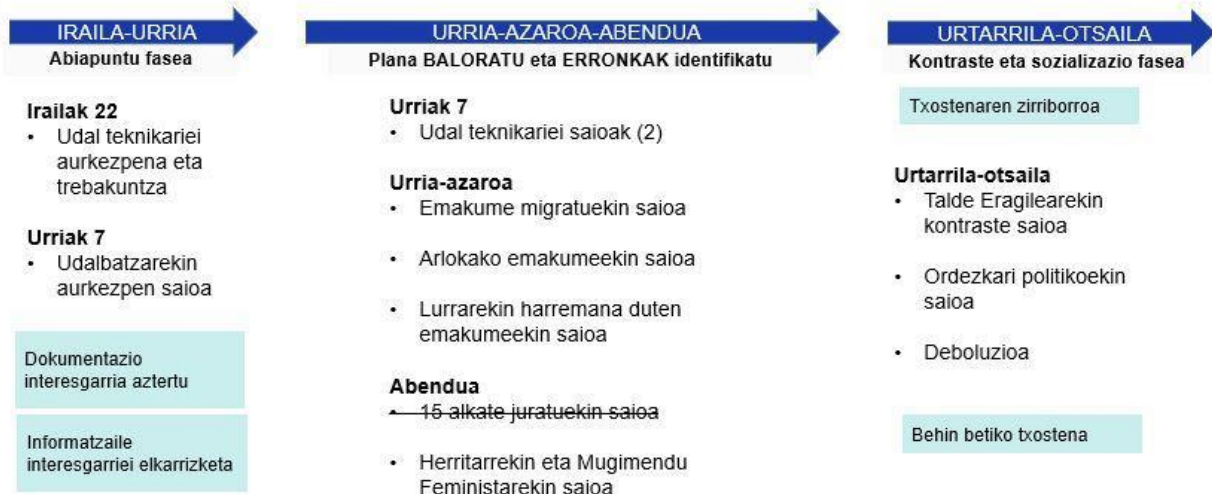 IRAILA-URRIA
Abiapuntu fasea
Irailak 22
• Udal teknikariei
aurkezpena eta
trebakuntza
Urriak 7
• Udalbatzarekin
aurkezpen saioa
Dokumentazio
interesgarria aztertu
Informatzaile
interesgarriei elkarrizketa
URRIA-AZAROA-ABENDUA
Plana BALORATU eta ERRONKAK identifikatu
Urriak 7
• Udal teknikariei saioak (2)
Urria-azaroa
• Emakume migratuekin saioa
• Arlokako emakumeekin saioa
• Lurrarekin harremana duten
emakumeekin saioa
Abendua
• 15 alkate juratuekin saioa
• Herritarrekin eta Mugimendu
Feministarekin saioa
URTARRILA-OTSAILA
Kontraste eta sozializazio fasea
Txostenaren zirriborroa
Urtarrila-otsaila
• Talde Eragilearekin
kontraste saioa
• Ordezkari politikoekin
saioa
• Deboluzioa
Behin betiko txostena